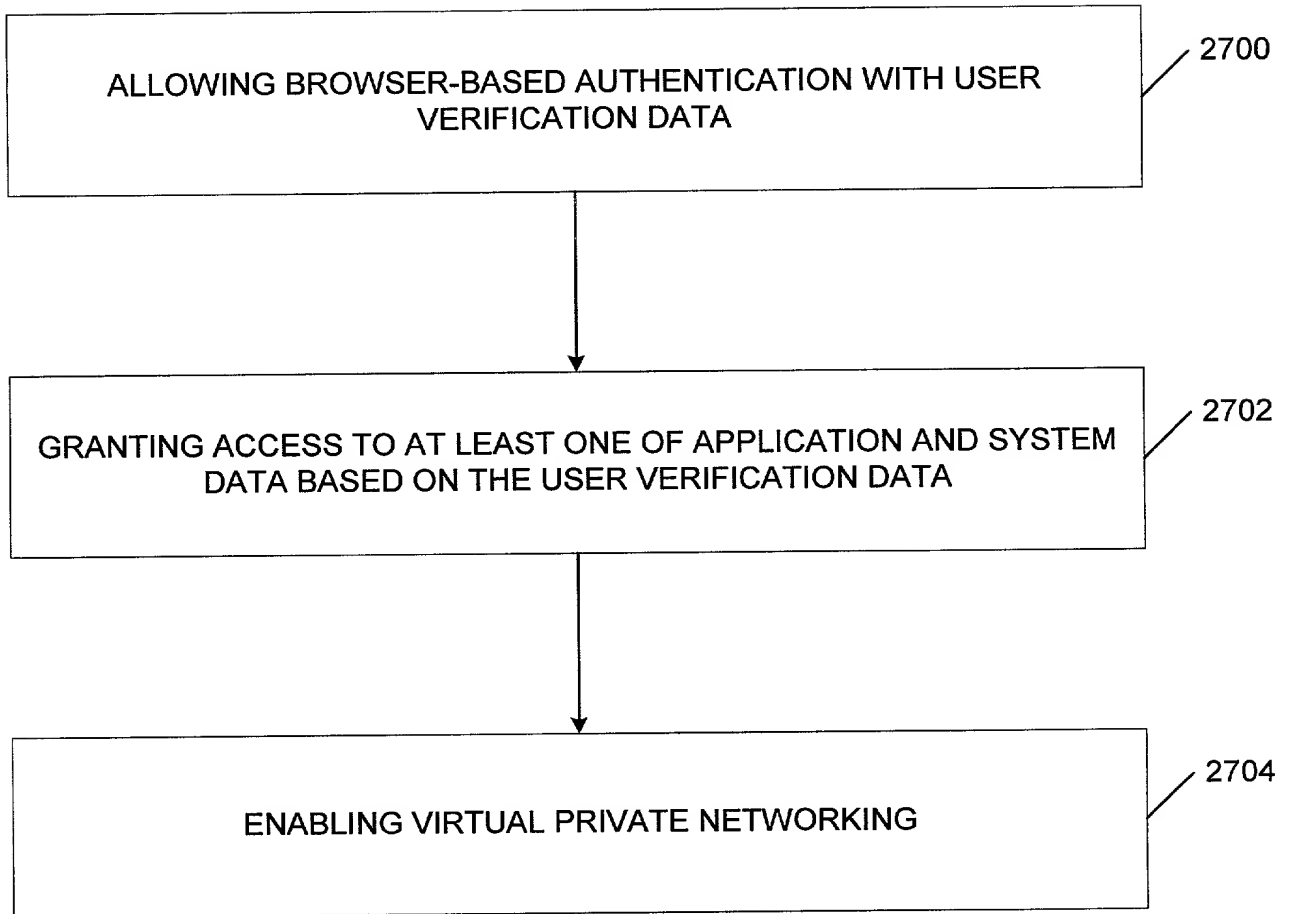 2700
ALLOWING BROWSER-BASED AUTHENTICATION WITH USER
VERIFICATION DATA
2702
GRANTING ACCESS TO AT LEAST ONE OF APPLICATION AND SYSTEM
DATA BASED ON THE USER VERIFICATION DATA
2704
ENABLING VIRTUAL PRIVATE NETWORKING